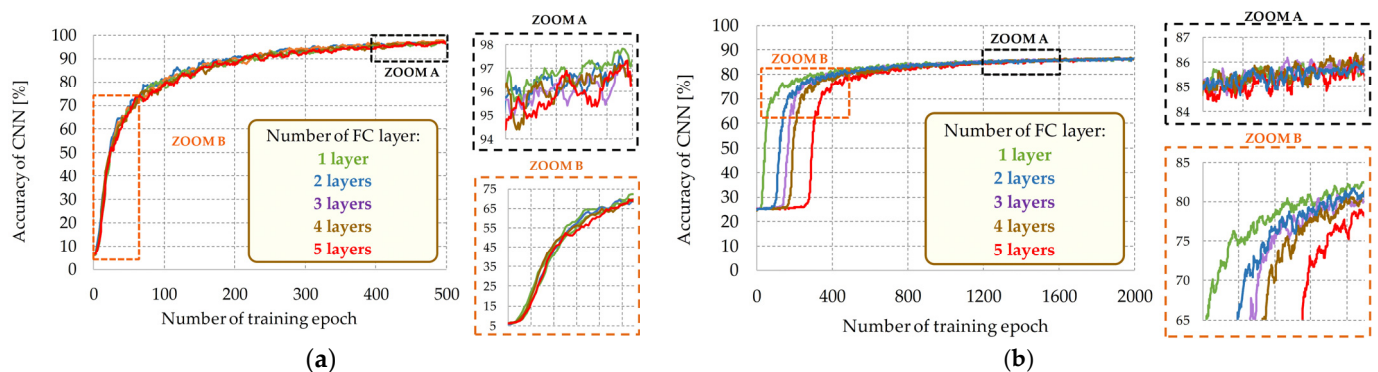 ZOOM A
100
90
80
70
60
50
40
30
20
10
0
Accuracy of CNN [%]
0
100
200
300
400
500
Number of training epoch
ZOOM A
ZOOM B
Number of FC layer:
1 layer
2 layers
3 layers
4 layers
5 layers
98
97
96
95
94
ZOOM B
75
65
55
45
35
25
15
5
(a)
ZOOM A
100
90
80
70
60
50
40
30
20
10
0
Accuracy of CNN [%]
0
400
800
1200
1600
2000
Number of training epoch
ZOOM B
ZOOM A
Number of FC layer:
1 layer
2 layers
3 layers
4 layers
5 layers
87
86
85
84
ZOOM B
85
80
75
70
65
(b)